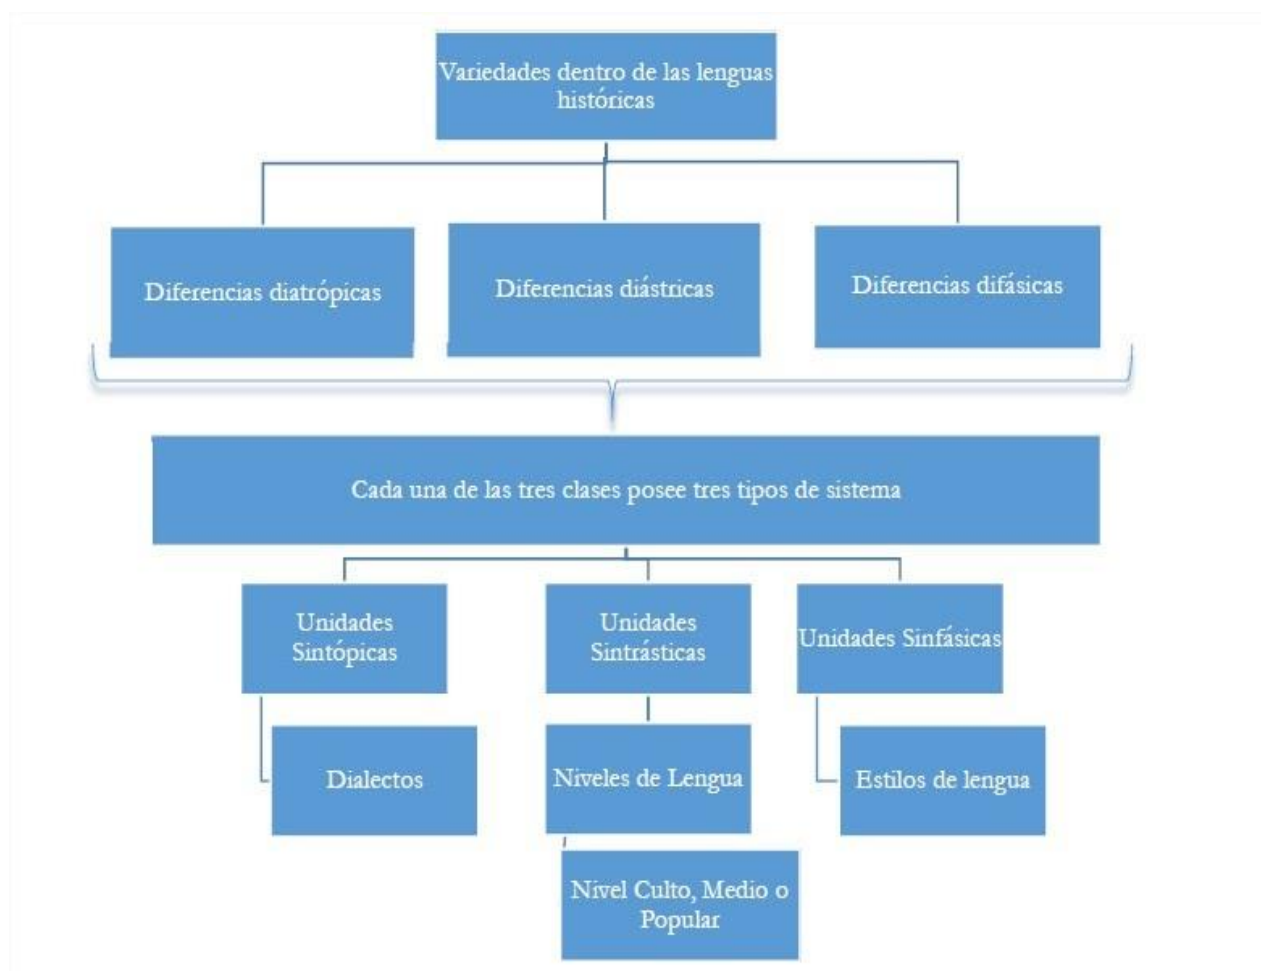 Variedades dentro de las lenguas
históricas
Diferencias diatrópicas
Diferencias diástricas
Diferencias difásicas
Cada una de las tres clases posee tres tipos de sistema
Unidades
Sintópicas
Unidades
Sintrásticas
Unidades Sinfásicas
Dialectos
Niveles de Lengua
Estilos de lengua
Nivel Culto, Medio o
Popular